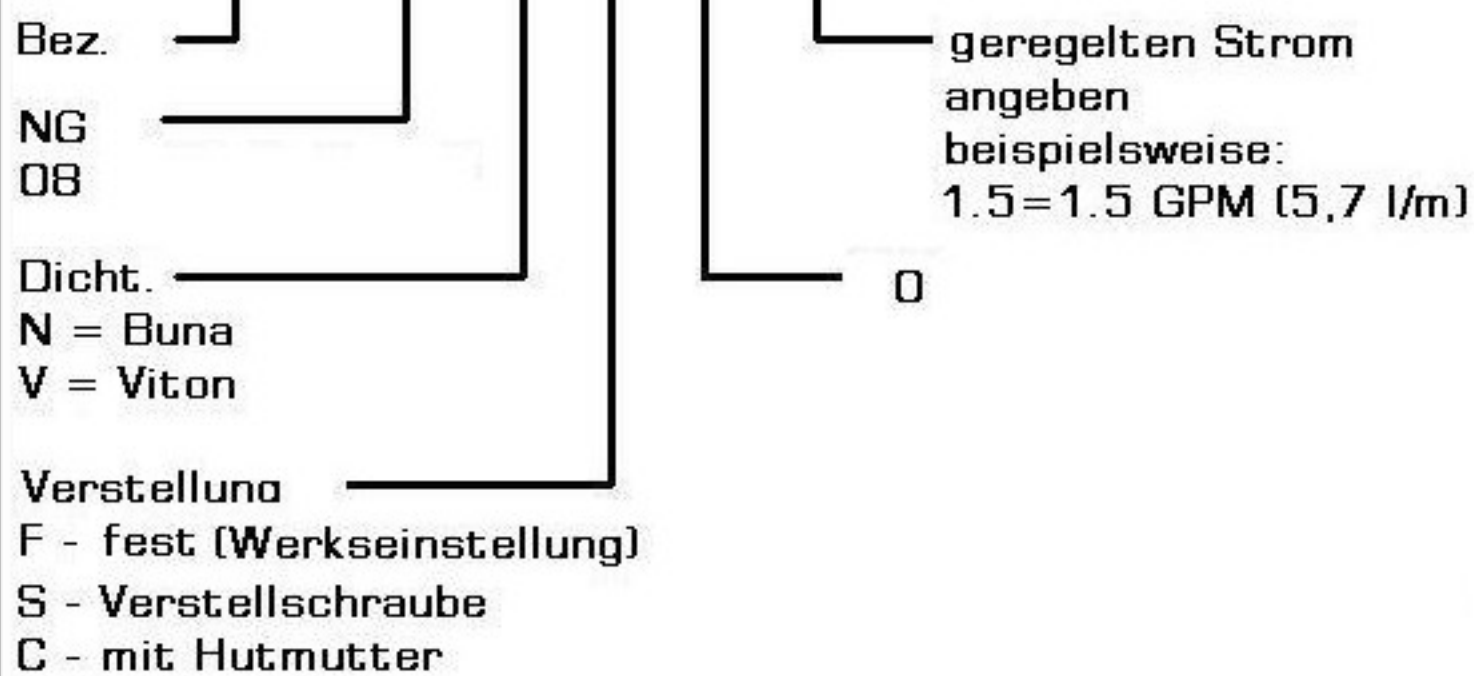 Bez.
NG
08
Dicht.
N = Buna
V = Viton
Verstellung
F - fest (Werkseinstellung)
S - Verstellschraube
C - mit Hutmutter
geregelten Strom
angeben
beispielsweise:
1.5=1.5 GPM (5,7 l/m)
0